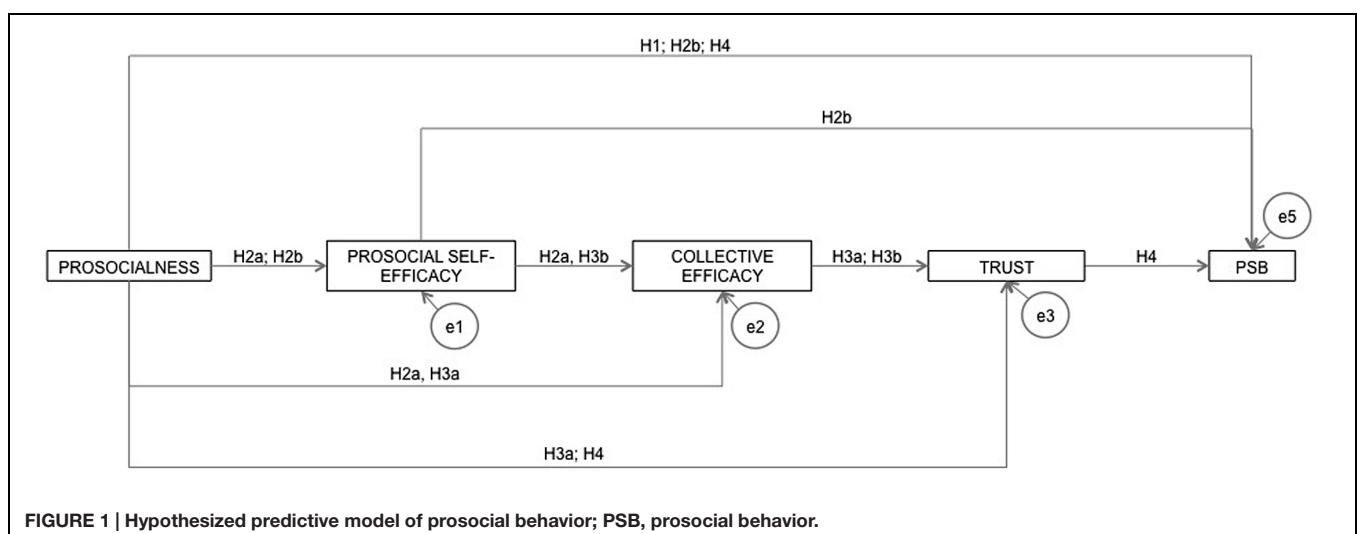 H1; H2b; H4
H2b
e5
PROSOCIALNESS
H2a; H2b
PROSOCIAL SELF-
EFFICACY
H2a, H3b
COLLECTIVE
EFFICACY
H3a; H3b
TRUST
H4
PSB
e1
e2
e3
H2a, H3a
H3a; H4
FIGURE 1 | Hypothesized predictive model of prosocial behavior; PSB, prosocial behavior.